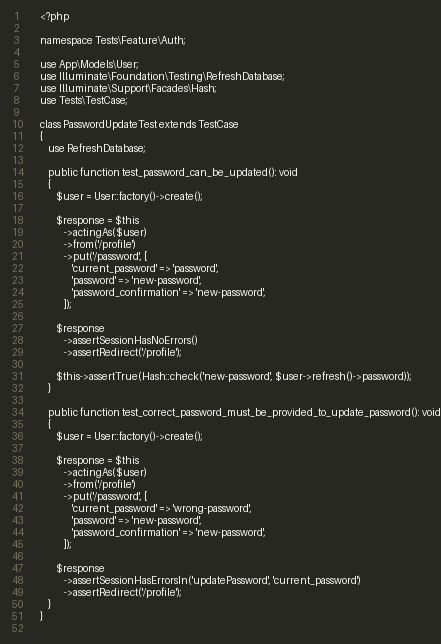 1 <?php
2
3 namespace Tests\Feature\Auth;
4
5 use App\Models\User;
6 use Illuminate\Foundation\Testing\RefreshDatabase;
7 use Illuminate\Support\Facades\Hash;
8 use Tests\TestCase;
9
10 class PasswordUpdateTest extends TestCase
11 {
12 use RefreshDatabase;
13
14 public function test_password_can_be_updated(): void
15 {
16 $user = User::factory()->create();
17
18 $response = $this
19 ->actingAs($user)
20 ->from('/profile')
21 ->put('/password', [
22 'current_password' => 'password',
23 'password' => 'new-password',
24 'password_confirmation' => 'new-password',
25 ]);
26
27 $response
28 ->assertSessionHasNoErrors()
29 ->assertRedirect('/profile');
30
31 $this->assertTrue(Hash::check('new-password', $user->refresh()->password));
32 }
33
34 public function test_correct_password_must_be_provided_to_update_password(): void
35 {
36 $user = User::factory()->create();
37
38 $response = $this
39 ->actingAs($user)
40 ->from('/profile')
41 ->put('/password', [
42 'current_password' => 'wrong-password',
43 'password' => 'new-password',
44 'password_confirmation' => 'new-password',
45 ]);
46
47 $response
48 ->assertSessionHasErrorsIn('updatePassword', 'current_password')
49 ->assertRedirect('/profile');
50 }
51 }
52